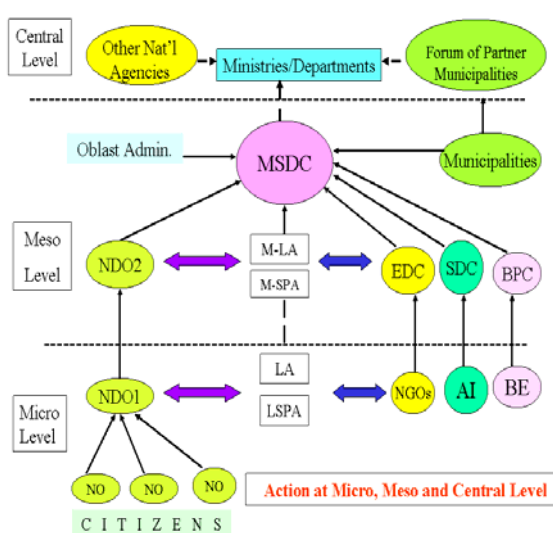 Central
Level
Other Nat'l
Agencies
Ministries/Departments
Forum of Partner
Municipalities
Oblast Admin.
MSDC
Municipalities
Meso
Level
NDO2
M-LA
M-SPA
EDC
SDC
BPC
Micro
Level
NDO1
LA
LSPA
NGOs
AI
BE
NO
NO
NO
Action at Micro, Meso and Central Level
C I T I Z E N S